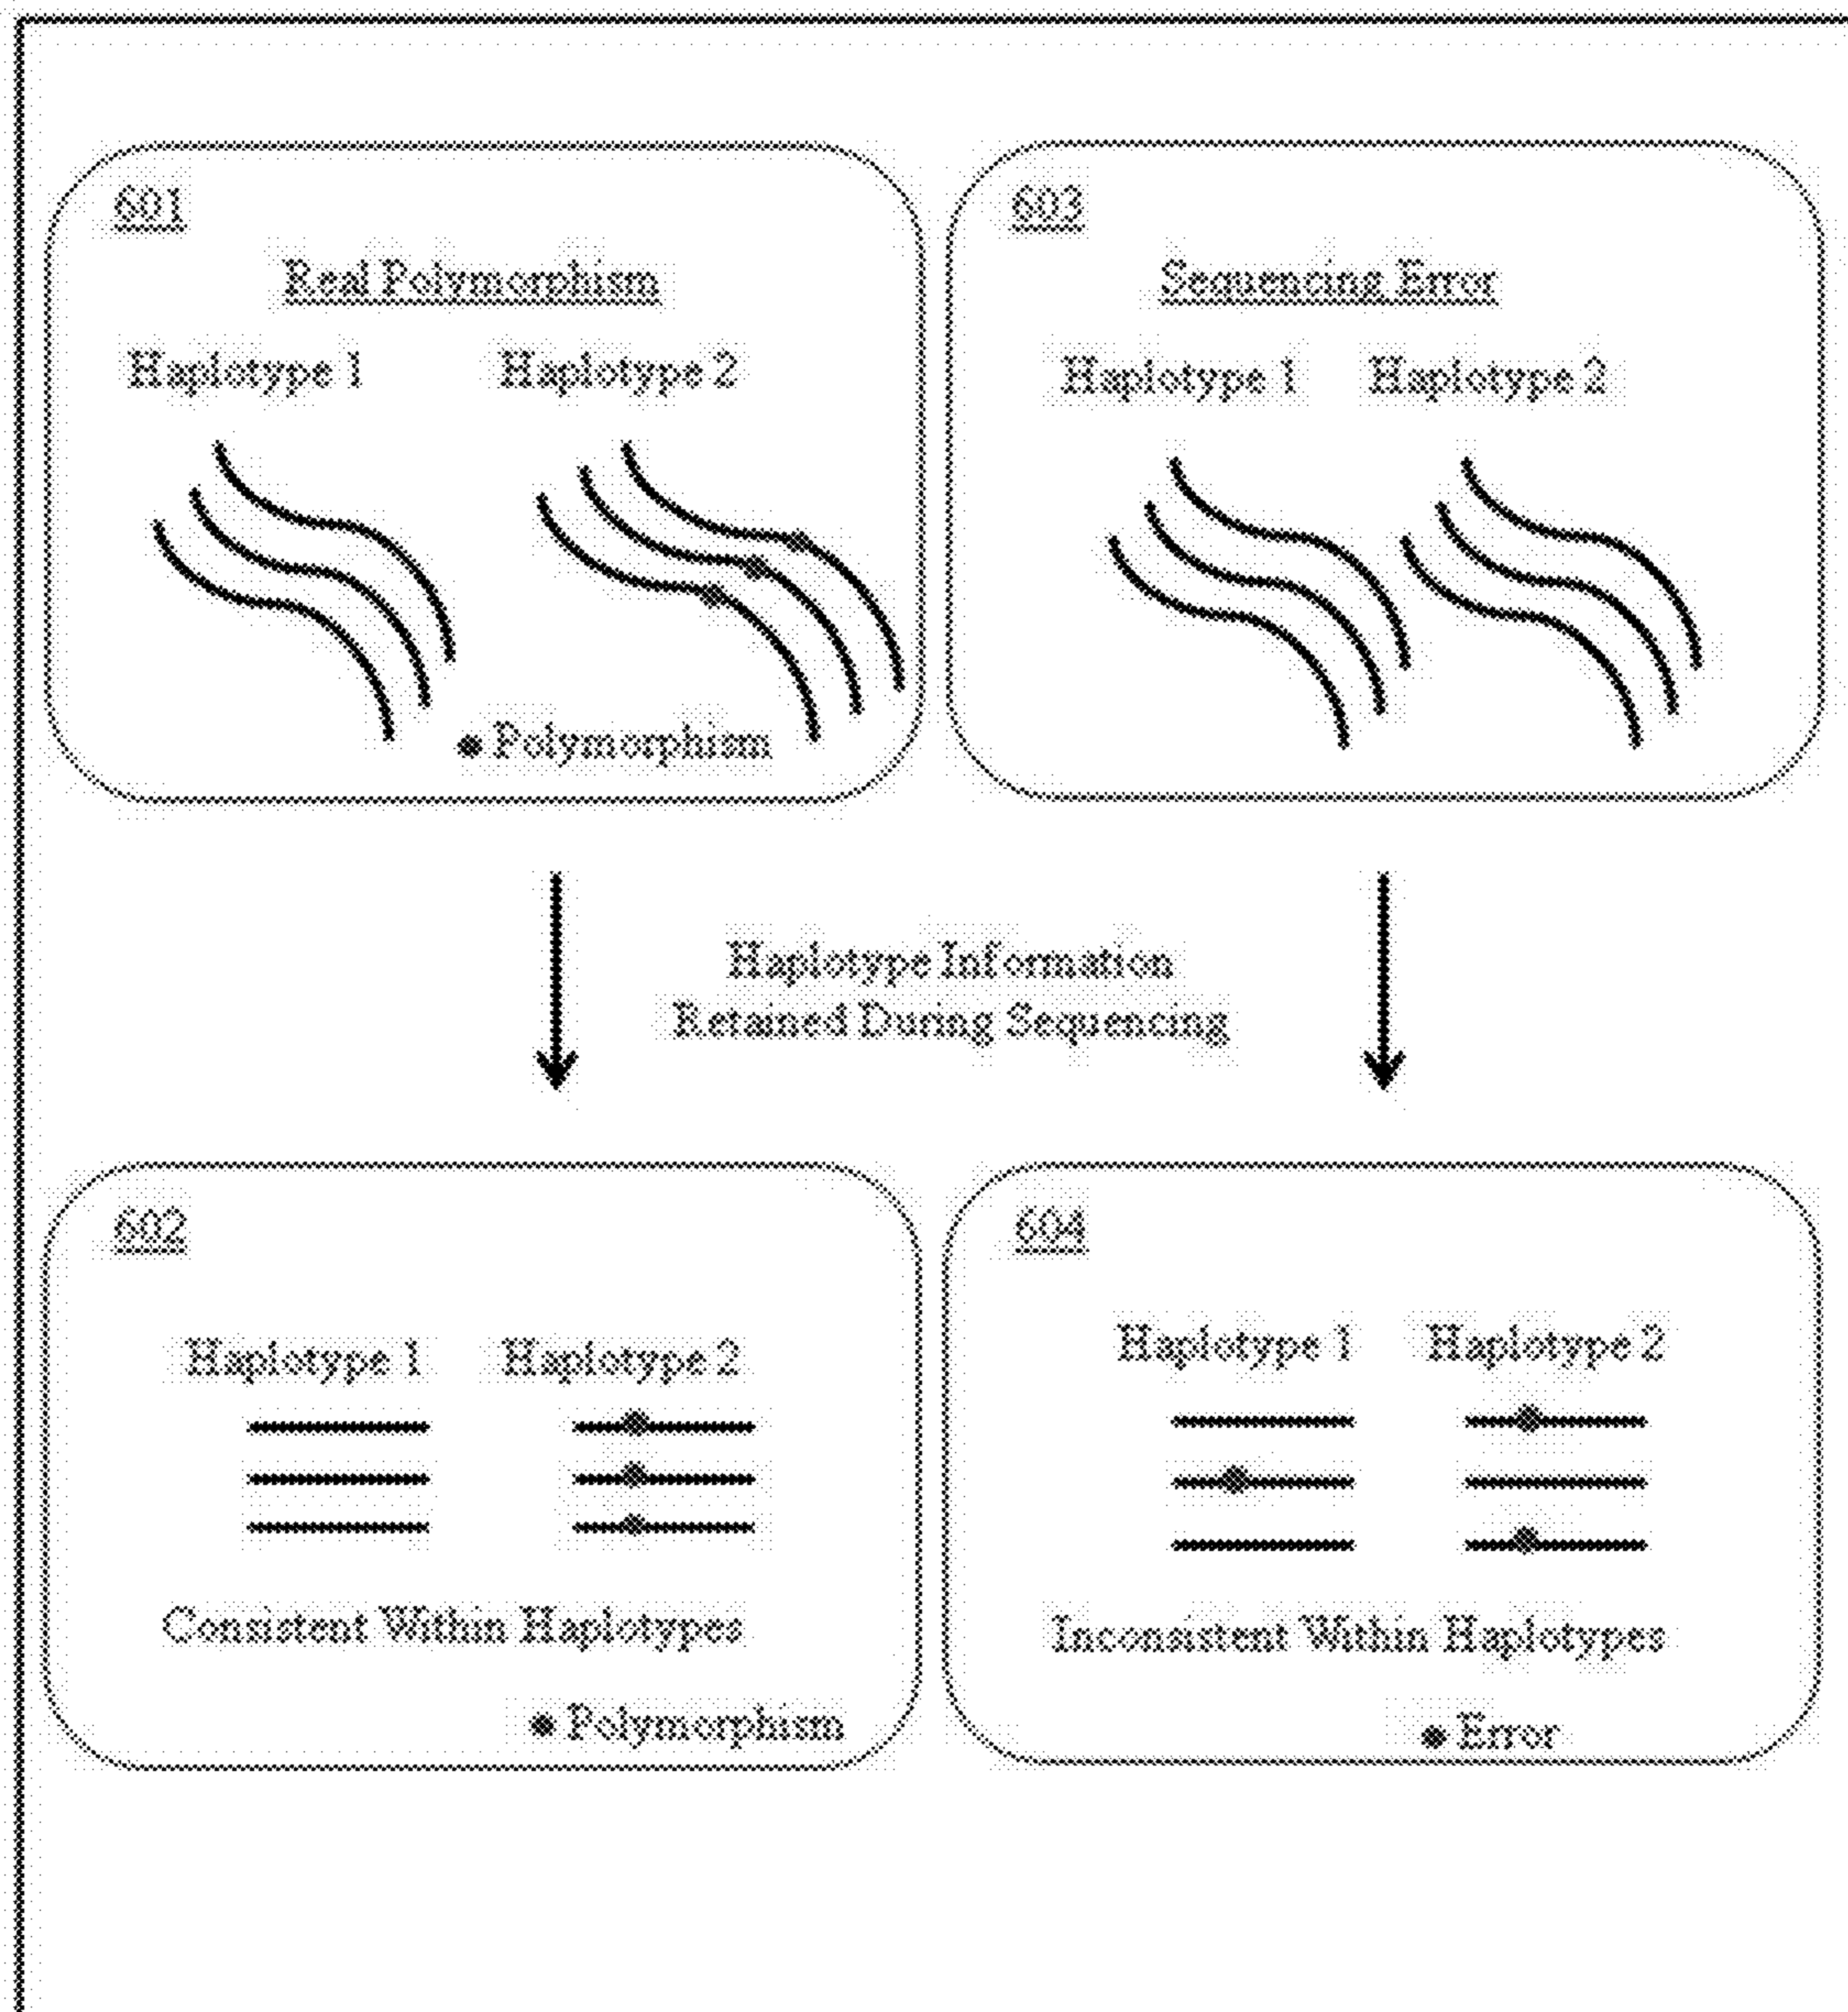 601
Real Polymorphism
Haplotype 1 Haplotype 2
Polymorphism
603
Sequencing Error
Haplotype 1 Haplotype 2
Haplotype Information
Retained During Sequencing
602
Haplotype 1 Haplotype 2
Consistent Within Haplotypes
Polymorphism
604
Haplotype 1 Haplotype 2
Inconsistent Within Haplotypes
Error